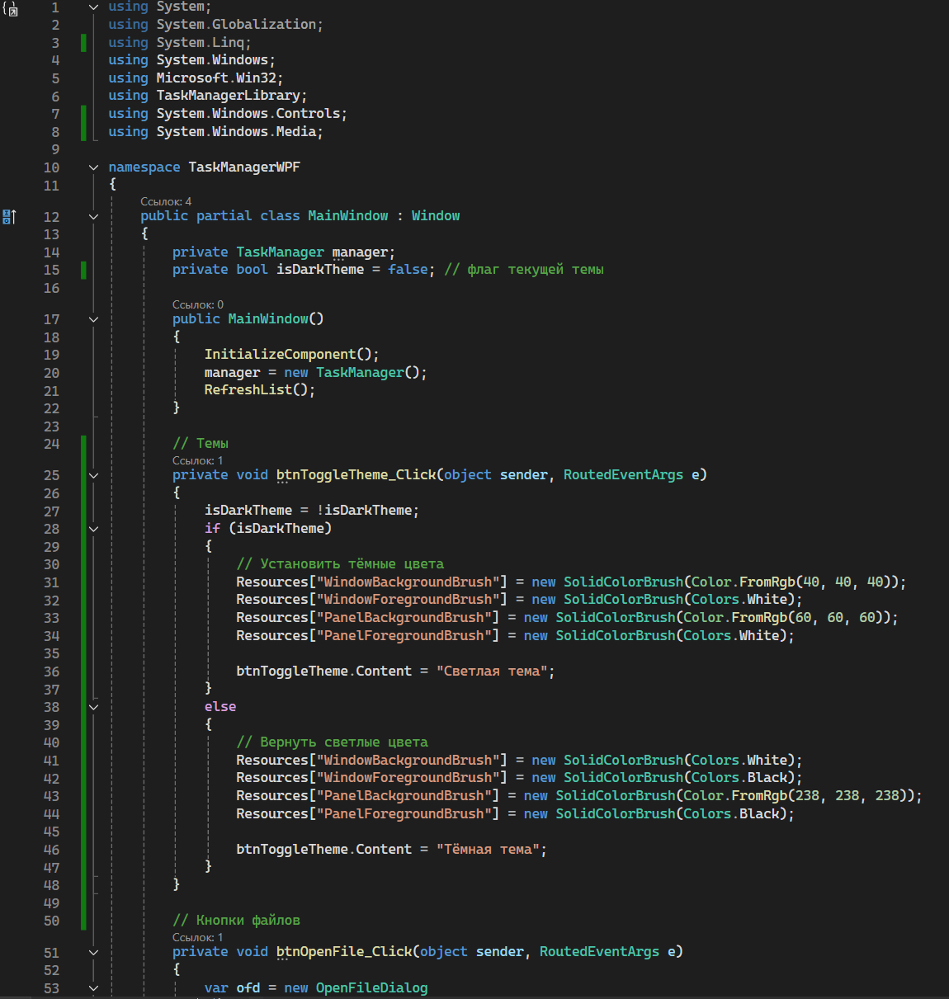 1 using System;
2 using System.Globalization;
3 using System.Linq;
4 using System.Windows;
5 using Microsoft.Win32;
6 using TaskManagerLibrary;
7 using System.Windows.Controls;
8 using System.Windows.Media;
9
10 namespace TaskManagerWPF
11 {
Ссылок: 4
12 public partial class MainWindow : Window
13 {
14 private TaskManager manager;
15 private bool isDarkTheme = false; // флаг текущей темы
16
Ссылок: 0
17 public MainWindow()
18 {
19 InitializeComponent();
20 manager = new TaskManager();
21 RefreshList();
22 }
23
24 // Темы
Ссылок: 1
25 private void btnToggleTheme_Click(object sender, RoutedEventArgs e)
26 {
27 isDarkTheme = !isDarkTheme;
28 if (isDarkTheme)
29 {
30 // Установить тёмные цвета
31 Resources["WindowBackgroundBrush"] = new SolidColorBrush(Color.FromRgb(40, 40, 40));
32 Resources["WindowForegroundBrush"] = new SolidColorBrush(Colors.White);
33 Resources["PanelBackgroundBrush"] = new SolidColorBrush(Color.FromRgb(60, 60, 60));
34 Resources["PanelForegroundBrush"] = new SolidColorBrush(Colors.White);
35
36 btnToggleTheme.Content = "Светлая тема";
37 }
38 else
39 {
40 // Вернуть светлые цвета
41 Resources["WindowBackgroundBrush"] = new SolidColorBrush(Colors.White);
42 Resources["WindowForegroundBrush"] = new SolidColorBrush(Colors.Black);
43 Resources["PanelBackgroundBrush"] = new SolidColorBrush(Color.FromRgb(238, 238, 238));
44 Resources["PanelForegroundBrush"] = new SolidColorBrush(Colors.Black);
45
46 btnToggleTheme.Content = "Тёмная тема";
47 }
48 }
49
50 // Кнопки файлов
Ссылок: 1
51 private void btnOpenFile_Click(object sender, RoutedEventArgs e)
52 {
53 var ofd = new OpenFileDialog